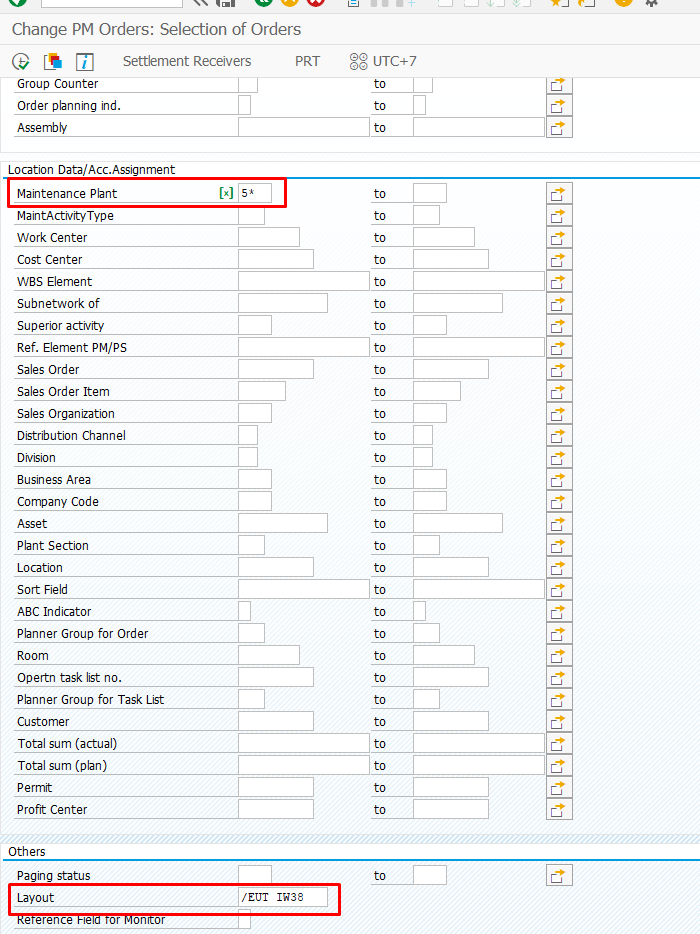 Change PM Orders: Selection of Orders
Settlement Receivers PRT UTC+7
Group Counter to
Order planning ind. to
Assembly to
Location Data/Acc.Assignment
Maintenance Plant [×] 5* to
MaintActivityType to
Work Center to
Cost Center to
WBS Element to
Subnetwork of to
Superior activity to
Ref. Element PM/PS to
Sales Order to
Sales Order Item to
Sales Organization to
Distribution Channel to
Division to
Business Area to
Company Code to
Asset to
Plant Section to
Location to
Sort Field to
ABC Indicator to
Planner Group for Order to
Room to
Opertn task list no. to
Planner Group for Task List to
Customer to
Total sum (actual) to
Total sum (plan) to
Permit to
Profit Center to
Others
Paging status to
Layout /EUT IW38
Reference Field for Monitor